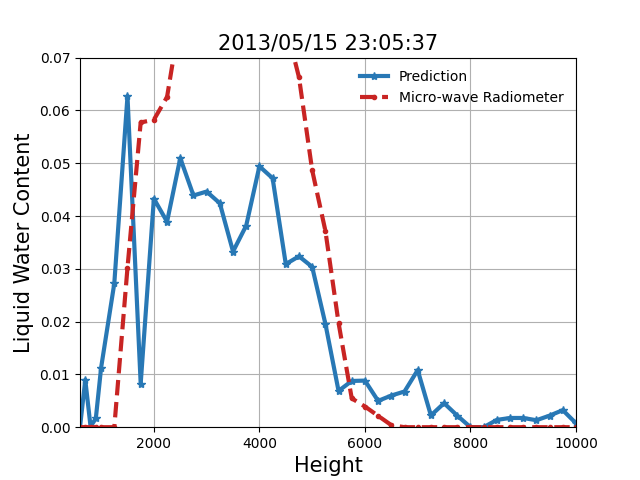 2013/05/15 23:05:37
Prediction
Micro-wave Radiometer
Liquid Water Content
0.07
0.06
0.05
0.04
0.03
0.02
0.01
0.00
2000 4000 6000 8000 10000
Height